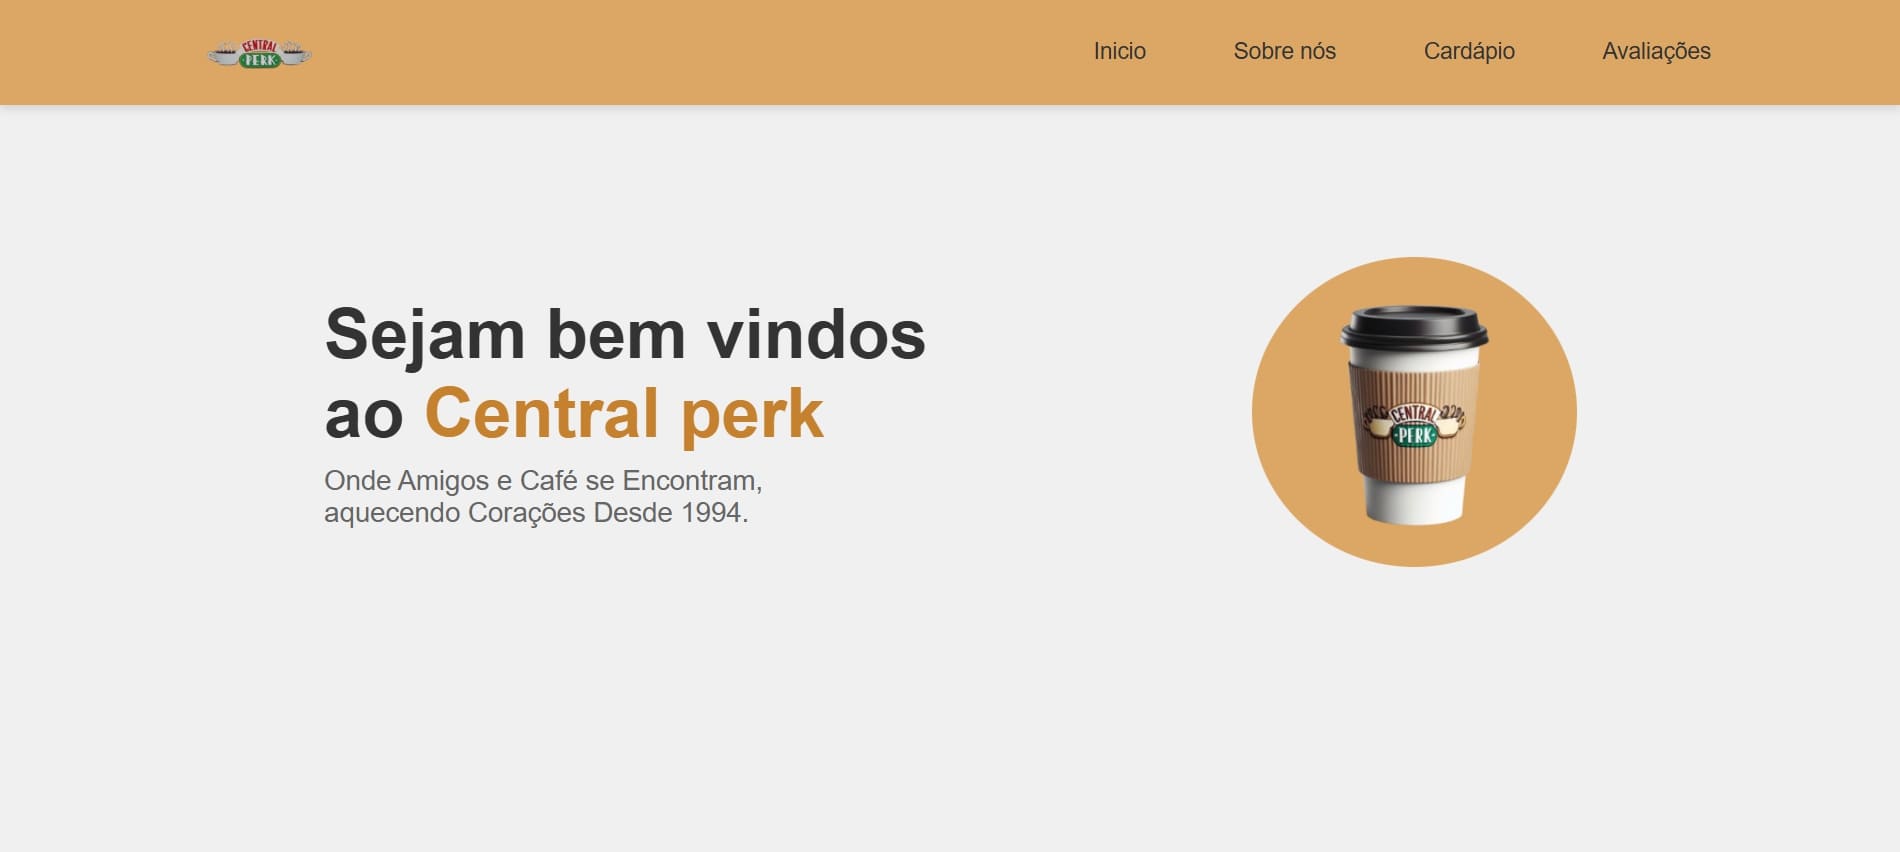 CENTRAL
PERK
Inicio
Sobre nós
Cardápio
Avaliações
Sejam bem vindos
ao Central perk
Onde Amigos e Café se Encontram,
aquecendo Corações Desde 1994.
CENTRAL
PERK